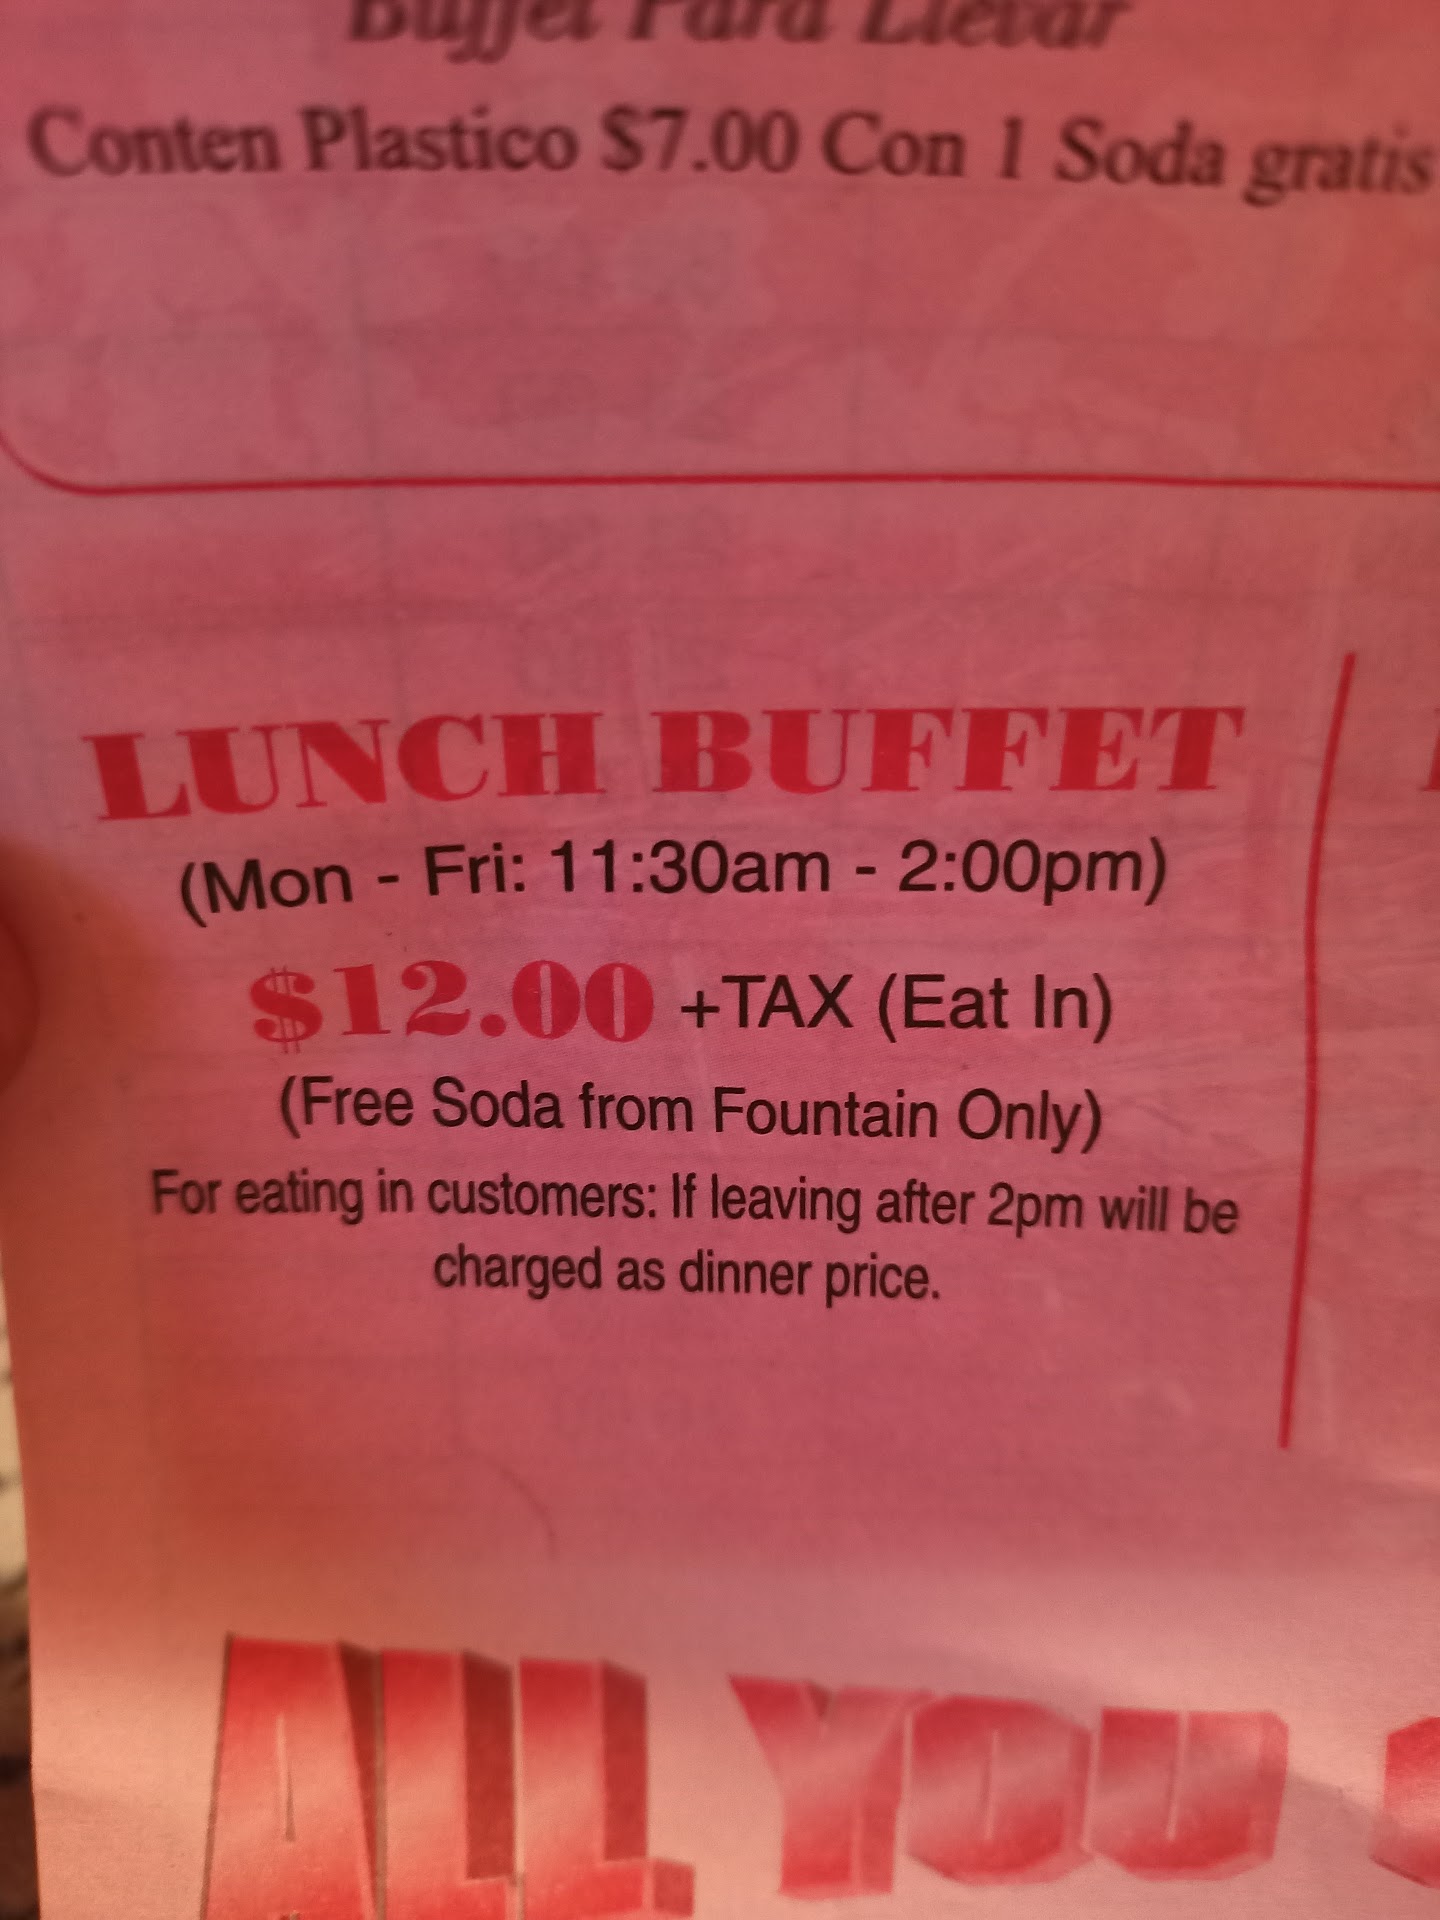 Buffet Para Llevar
Conten Plastico $7.00 Con 1 Soda gratis
LUNCH BUFFET
(Mon - Fri: 11:30am - 2:00pm)
$12.00 +TAX (Eat In)
(Free Soda from Fountain Only)
For eating in customers: If leaving after 2pm will be
charged as dinner price.
ALL YOU